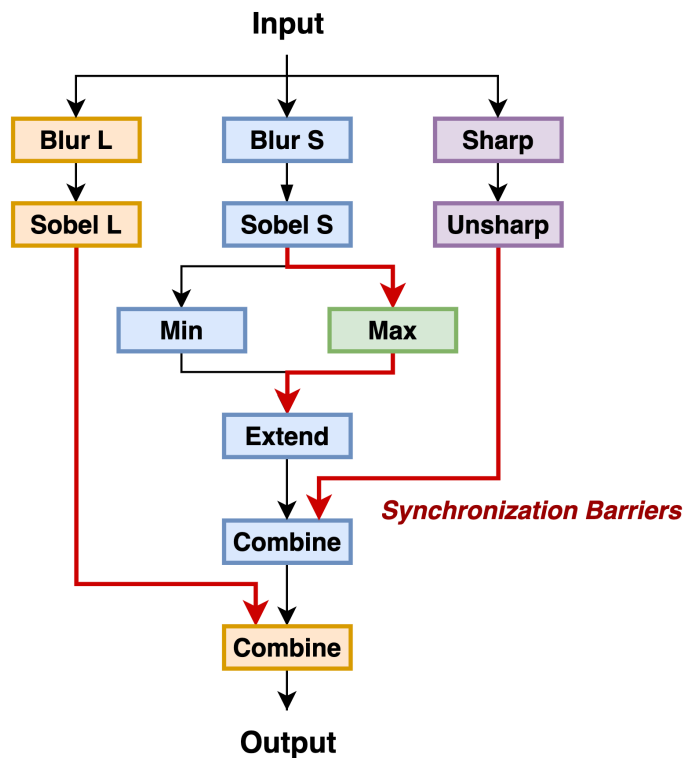 Input
Blur L
Blur S
Sharp
Sobel L
Sobel S
Unsharp
Min
Max
Extend
Synchronization Barriers
Combine
Combine
Output